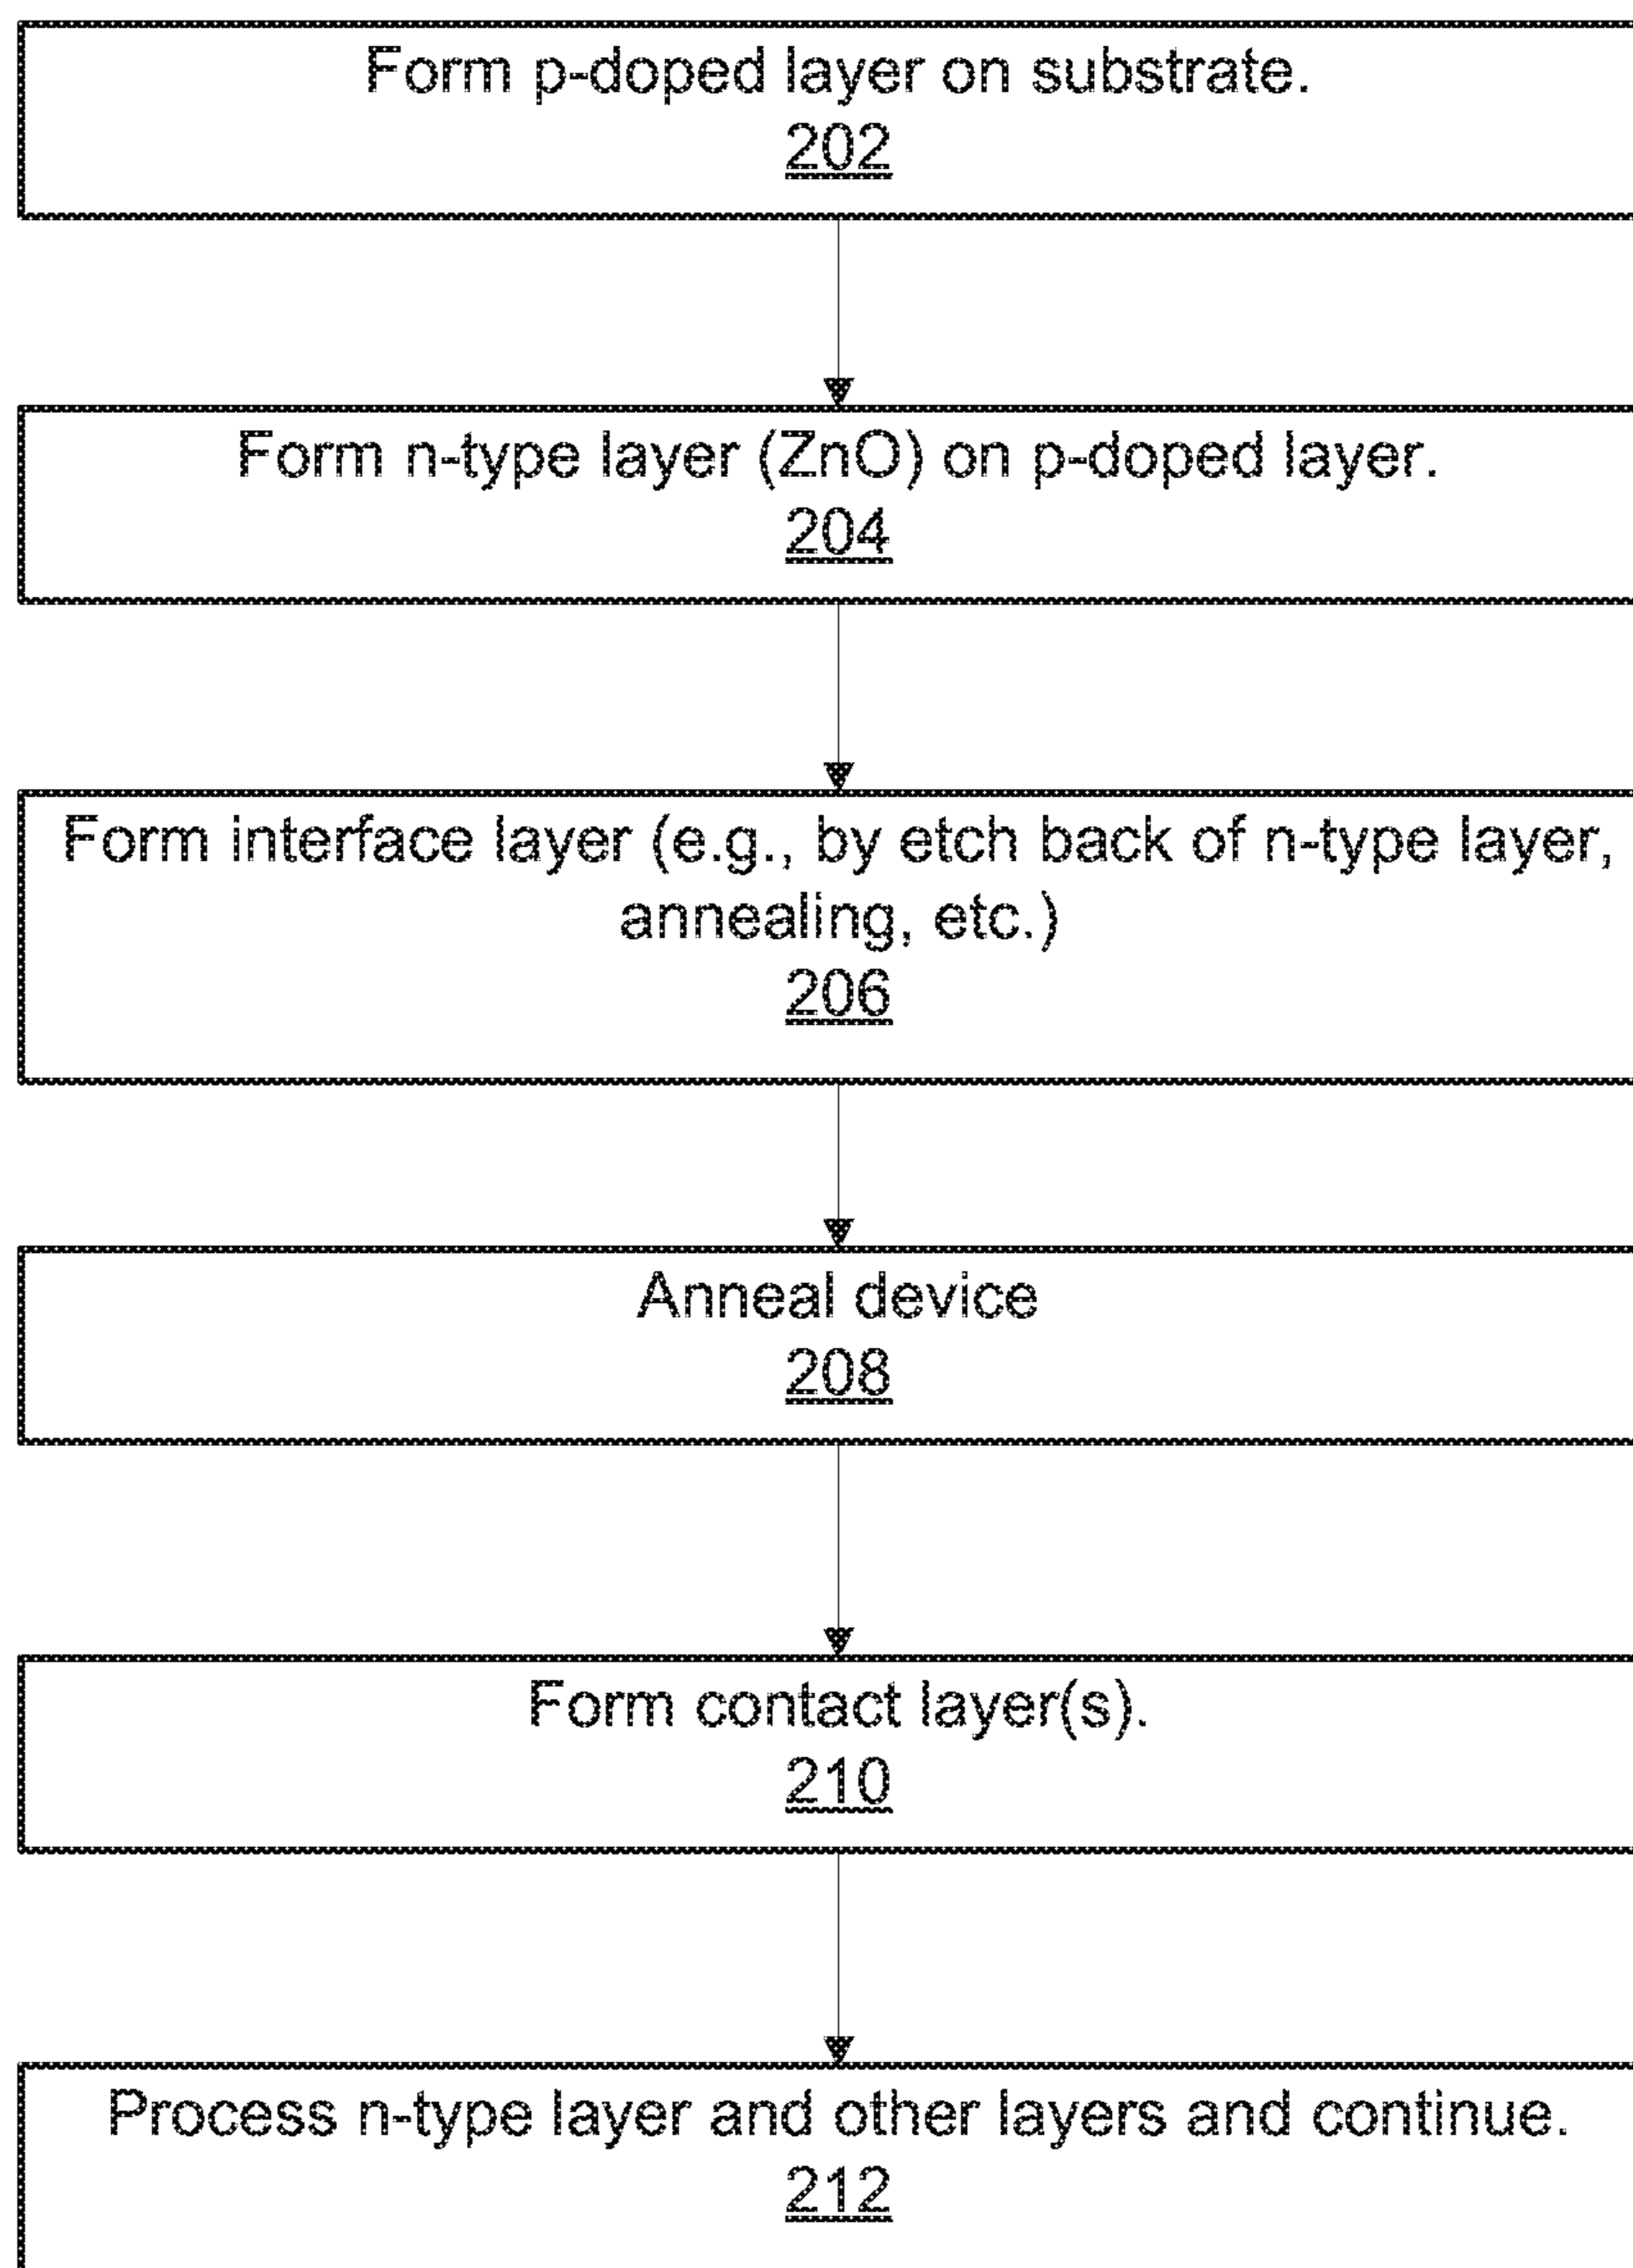 Form p-doped layer on substrate.
202
Form n-type layer (ZnO) on p-doped layer.
204
Form interface layer (e.g., by etch back of n-type layer,
annealing, etc.)
206
Anneal device
208
Form contact layer(s).
210
Process n-type layer and other layers and continue.
212